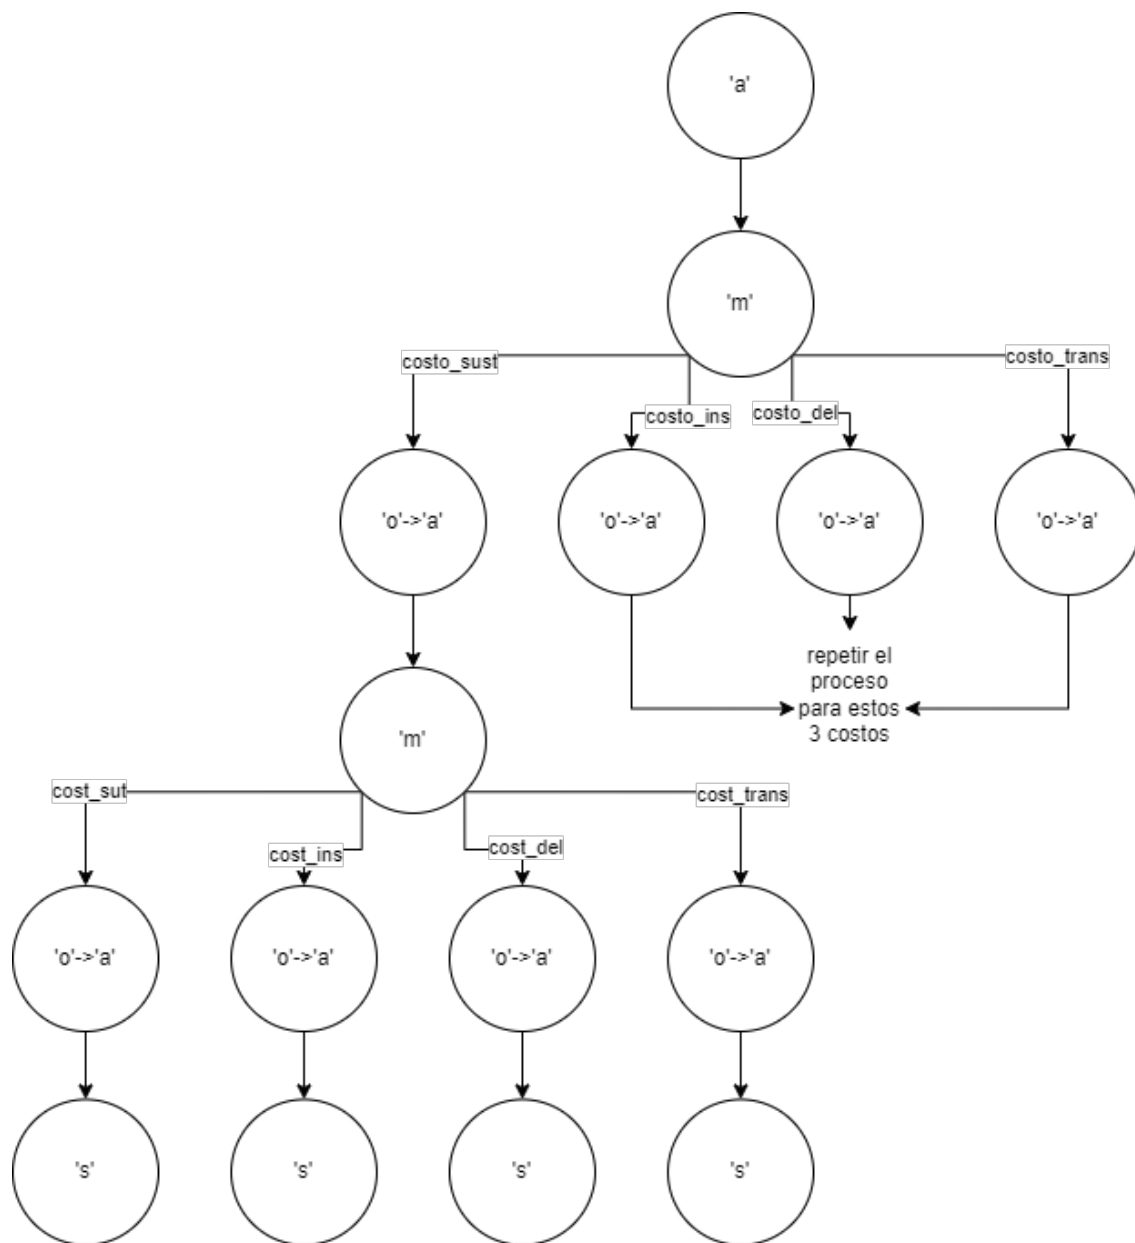 'a'
'm'
costo_sust
costo_trans
costo_ins
costo_del
'o'->'a'
'o'->'a'
'o'->'a'
'o'->'a'
repetir el
proceso
para estos
3 costos
'm'
cost_sut
cost_trans
cost_ins
cost_del
'o'->'a'
'o'->'a'
'o'->'a'
'o'->'a'
's'
's'
's'
's'